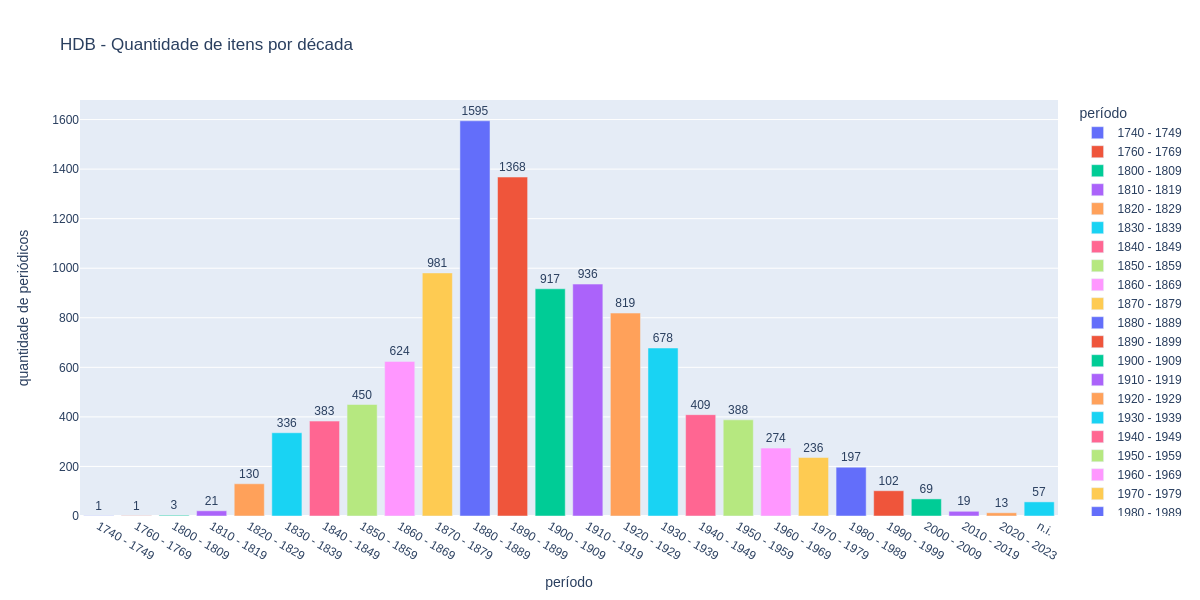 HDB - Quantidade de itens por década
quantidade de periódicos
1600
1400
1200
1000
800
600
400
200
0
1
1
3
21
130
336
383
450
624
981
1595
1368
917
936
819
678
409
388
274
236
197
102
69
19
13
57
1740 - 1749
1760 - 1769
1800 - 1809
1810 - 1819
1820 - 1829
1830 - 1839
1840 - 1849
1850 - 1859
1860 - 1869
1870 - 1879
1880 - 1889
1890 - 1899
1900 - 1909
1910 - 1919
1920 - 1929
1930 - 1939
1940 - 1949
1950 - 1959
1960 - 1969
1970 - 1979
1980 - 1989
1990 - 1999
2000 - 2009
2010 - 2019
2020 - 2023
n.i.
período
período
1740 - 1749
1760 - 1769
1800 - 1809
1810 - 1819
1820 - 1829
1830 - 1839
1840 - 1849
1850 - 1859
1860 - 1869
1870 - 1879
1880 - 1889
1890 - 1899
1900 - 1909
1910 - 1919
1920 - 1929
1930 - 1939
1940 - 1949
1950 - 1959
1960 - 1969
1970 - 1979
1980 - 1989